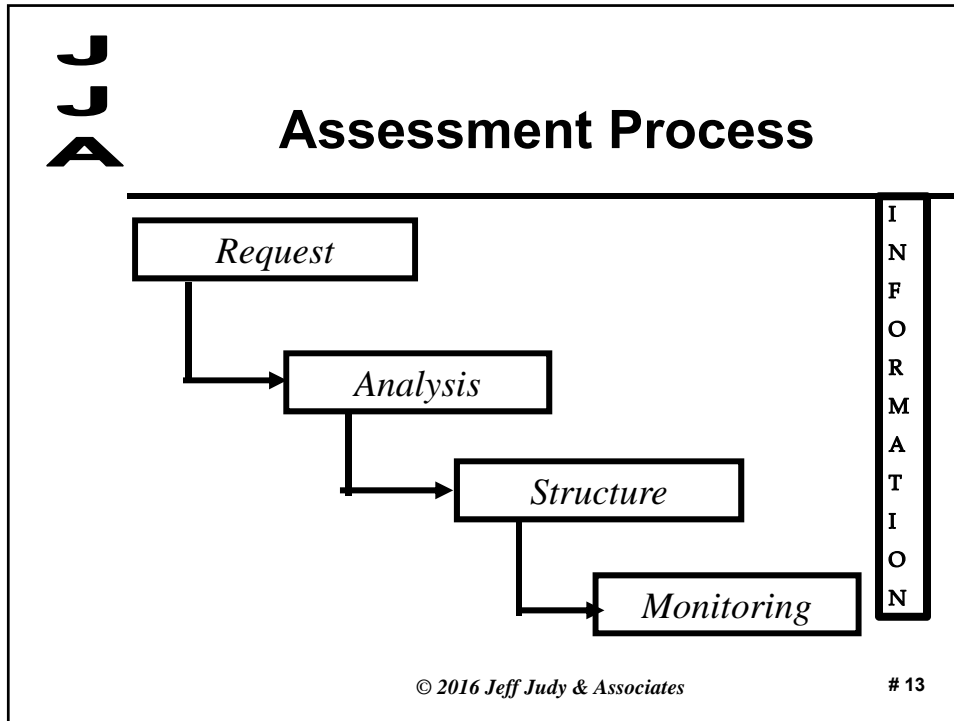 J
J
A
Assessment Process
Request
Analysis
Structure
Monitoring
I
N
F
O
R
M
A
T
I
O
N
© 2016 Jeff Judy & Associates
# 13